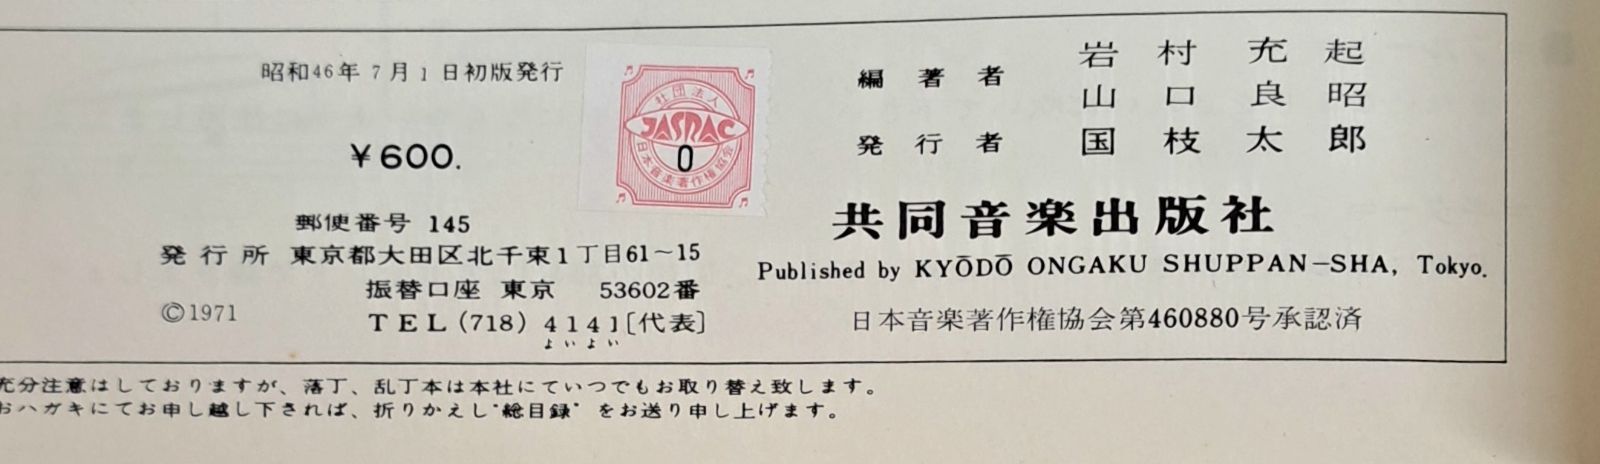 昭和46年7月1日初版発行
¥600.
社団法人
JASRAC
0
日本音楽著作権協会
編著者 岩村充起
山口良昭
発行者 国枝太郎
共同音楽出版社
Published by KYŌDŌ ONGAKU SHUPPAN-SHA, Tokyo.
日本音楽著作権協会第460880号承認済
郵便番号 145
発行所 東京都大田区北千束1丁目61~15
振替口座 東京 53602番
TEL(718)4141[代表]
よいよい
©1971
充分注意はしておりますが、落丁、乱丁本は本社にていつでもお取り替え致します。
おハガキにてお申し越し下されば、折りかえし"総目録"をお送り申し上げます。